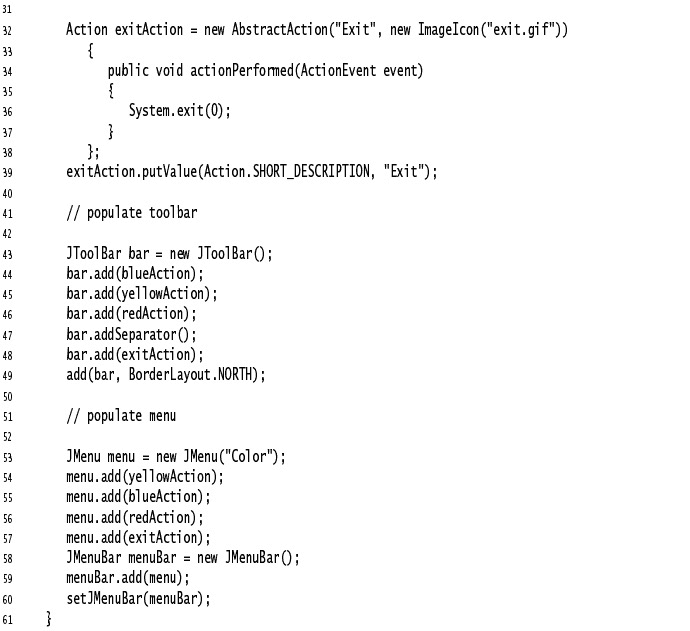 31
32 Action exitAction = new AbstractAction("Exit", new ImageIcon("exit.gif"))
33 {
34 public void actionPerformed(ActionEvent event)
35 {
36 System.exit(0);
37 }
38 };
39 exitAction.putValue(Action.SHORT_DESCRIPTION, "Exit");
40
41 // populate toolbar
42
43 JToolBar bar = new JToolBar();
44 bar.add(blueAction);
45 bar.add(yellowAction);
46 bar.add(redAction);
47 bar.addSeparator();
48 bar.add(exitAction);
49 add(bar, BorderLayout.NORTH);
50
51 // populate menu
52
53 JMenu menu = new JMenu("Color");
54 menu.add(yellowAction);
55 menu.add(blueAction);
56 menu.add(redAction);
57 menu.add(exitAction);
58 JMenuBar menuBar = new JMenuBar();
59 menuBar.add(menu);
60 setJMenuBar(menuBar);
61 }